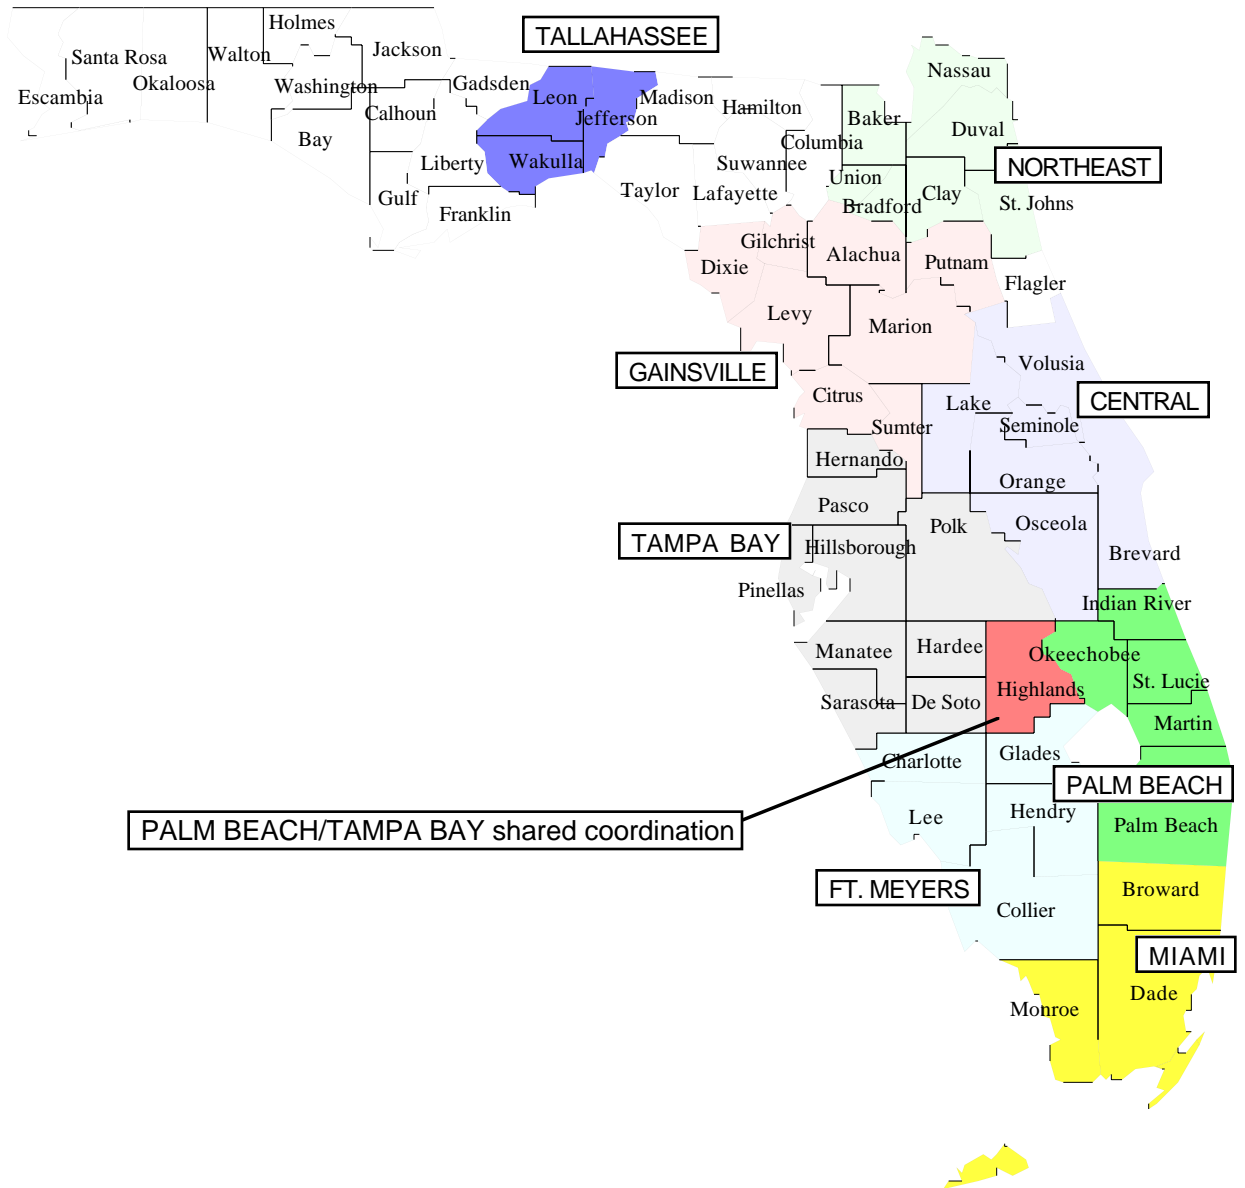 Holmes
TALLAHASSEE
Santa Rosa
Walton
Jackson
Okaloosa
Washington
Gadsden
Nassau
Escambia
Leon
Madison
Hamilton
Calhoun
Jefferson
Baker
Duval
Bay
Columbia
Liberty
Wakulla
Suwannee
NORTHEAST
Union
Gulf
Taylor
Lafayette
Clay
Franklin
Bradford
St. Johns
Gilchrist
Alachua
Dixie
Putnam
Flagler
Levy
Marion
GAINSVILLE
Volusia
Citrus
Lake
CENTRAL
Sumter
Seminole
Hernando
Orange
Pasco
Polk
Osceola
TAMPA BAY
Hillsborough
Brevard
Pinellas
Indian River
Manatee
Hardee
Okeechobee
St. Lucie
Highlands
Sarasota
De Soto
Martin
Charlotte
Glades
PALM BEACH
Lee
Hendry
Palm Beach
PALM BEACH/TAMPA BAY shared coordination
FT. MEYERS
Broward
Collier
MIAMI
Dade
Monroe